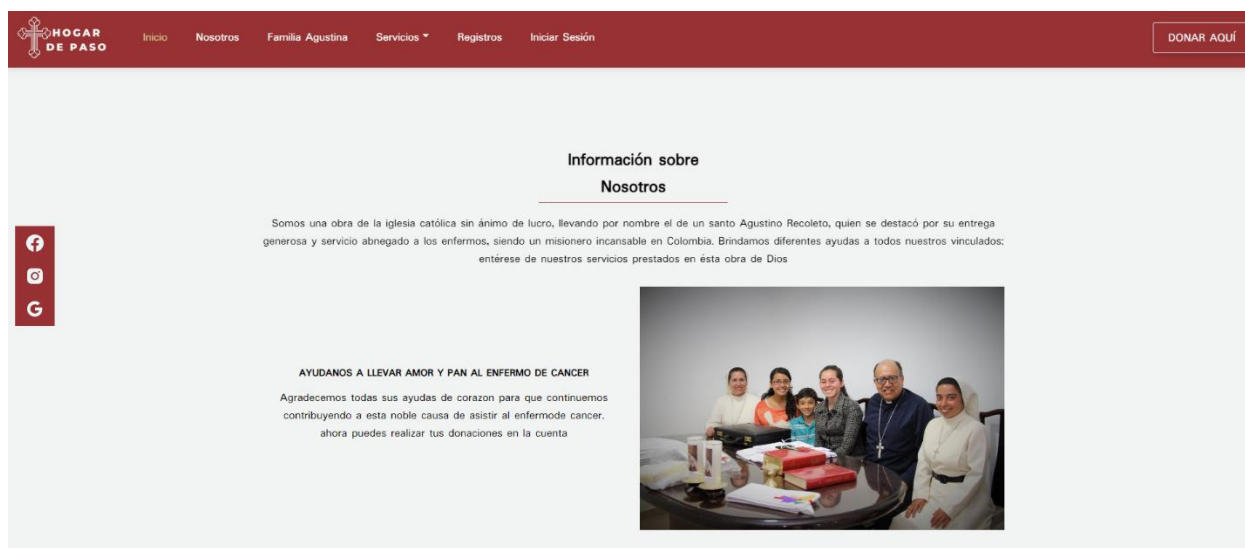 HOGAR
DE PASO
Inicio
Nosotros
Familia Agustina
Servicios
Registros
Iniciar Sesión
DONAR AQUÍ
Información sobre
Nosotros
Somos una obra de la iglesia católica sin ánimo de lucro, llevando por nombre el de un santo Agustino Recoleto, quien se destacó por su entrega
generosa y servicio abnegado a los enfermos, siendo un misionero incansable en Colombia. Brindamos diferentes ayudas a todos nuestros vinculados;
entérese de nuestros servicios prestados en ésta obra de Dios
AYUDANOS A LLEVAR AMOR Y PAN AL ENFERMO DE CANCER
Agradecemos todas sus ayudas de corazon para que continuemos
contribuyendo a esta noble causa de asistir al enfermode cancer.
ahora puedes realizar tus donaciones en la cuenta